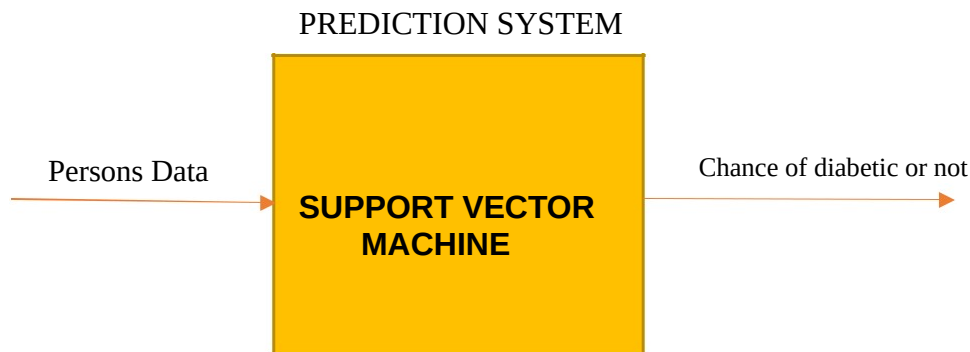 PREDICTION SYSTEM
Persons Data
Chance of diabetic or not
SUPPORT VECTOR
MACHINE